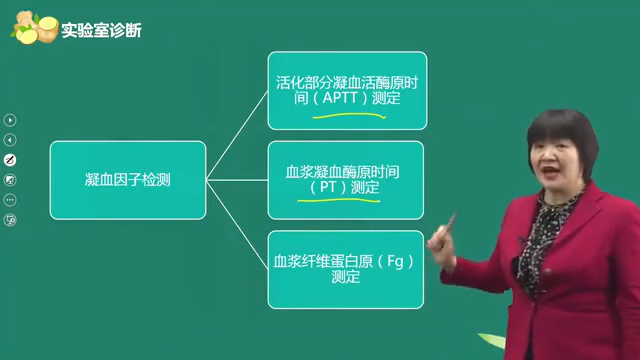 实验室诊断
活化部分凝血活酶原时
间（APTT）测定
凝血因子检测
血浆凝血酶原时间
（PT）测定
血浆纤维蛋白原（Fg）
测定